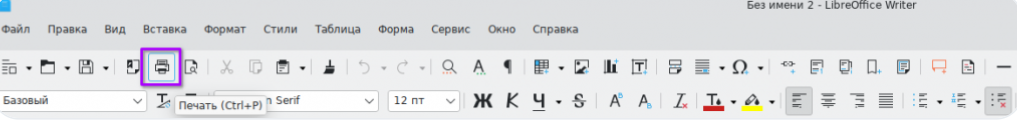 Без имени 2 - LibreOffice Writer
Файл Правка Вид Вставка Формат Стили Таблица Форма Сервис Окно Справка
Базовый Serif 12 пт Ж К Ч S
Печать (Ctrl+P)